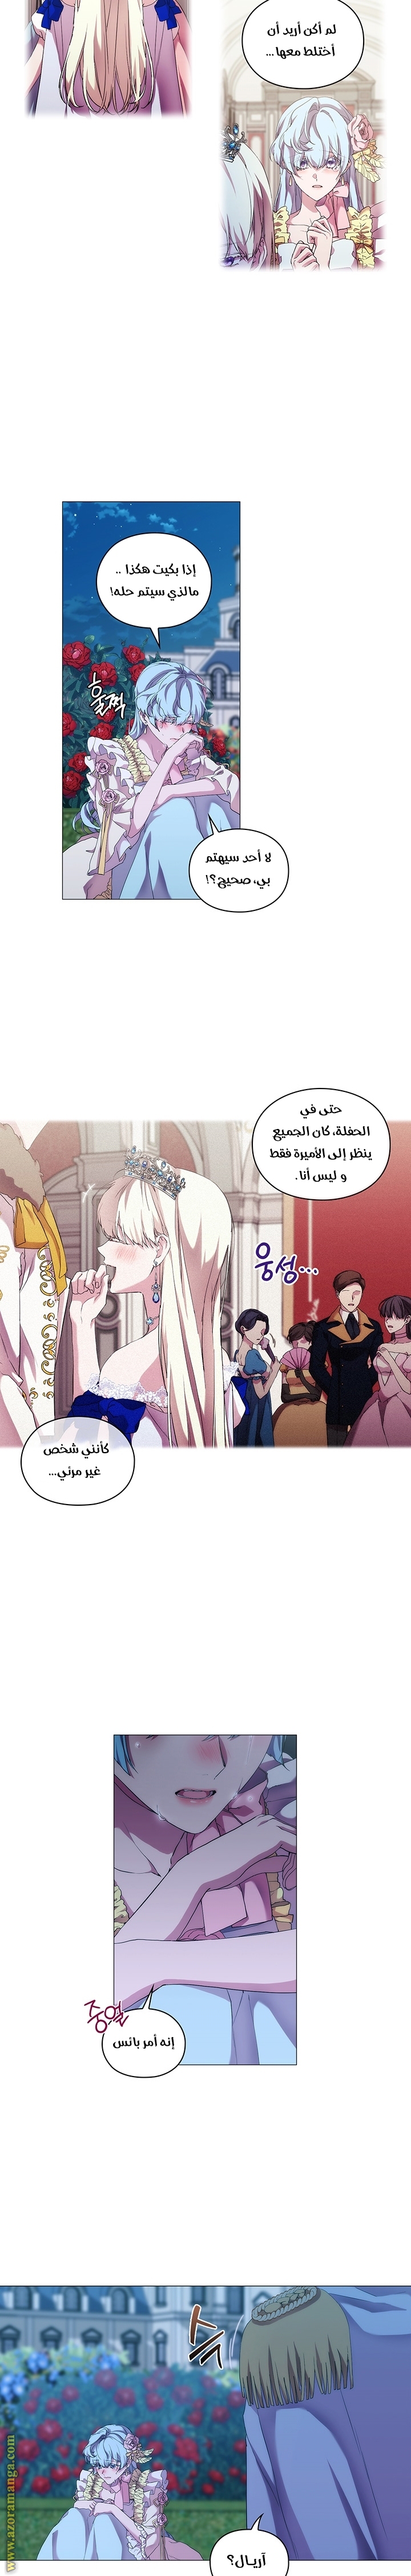 لم أكن أريد أن
أختلط معها...
إذا بكيت هكذا ..
مالذي سيتم حله!
훌쩍
لا أحد سيهتم
بي، صحيح؟!
حتى في
الحفلة، كان الجميع
ينظر إلى الأميرة فقط
و ليس أنا.
웅성...
كأنني شخص
غير مرئي...
중얼
إنه أمر بائس
스
آريال؟
www.azoramanga.com